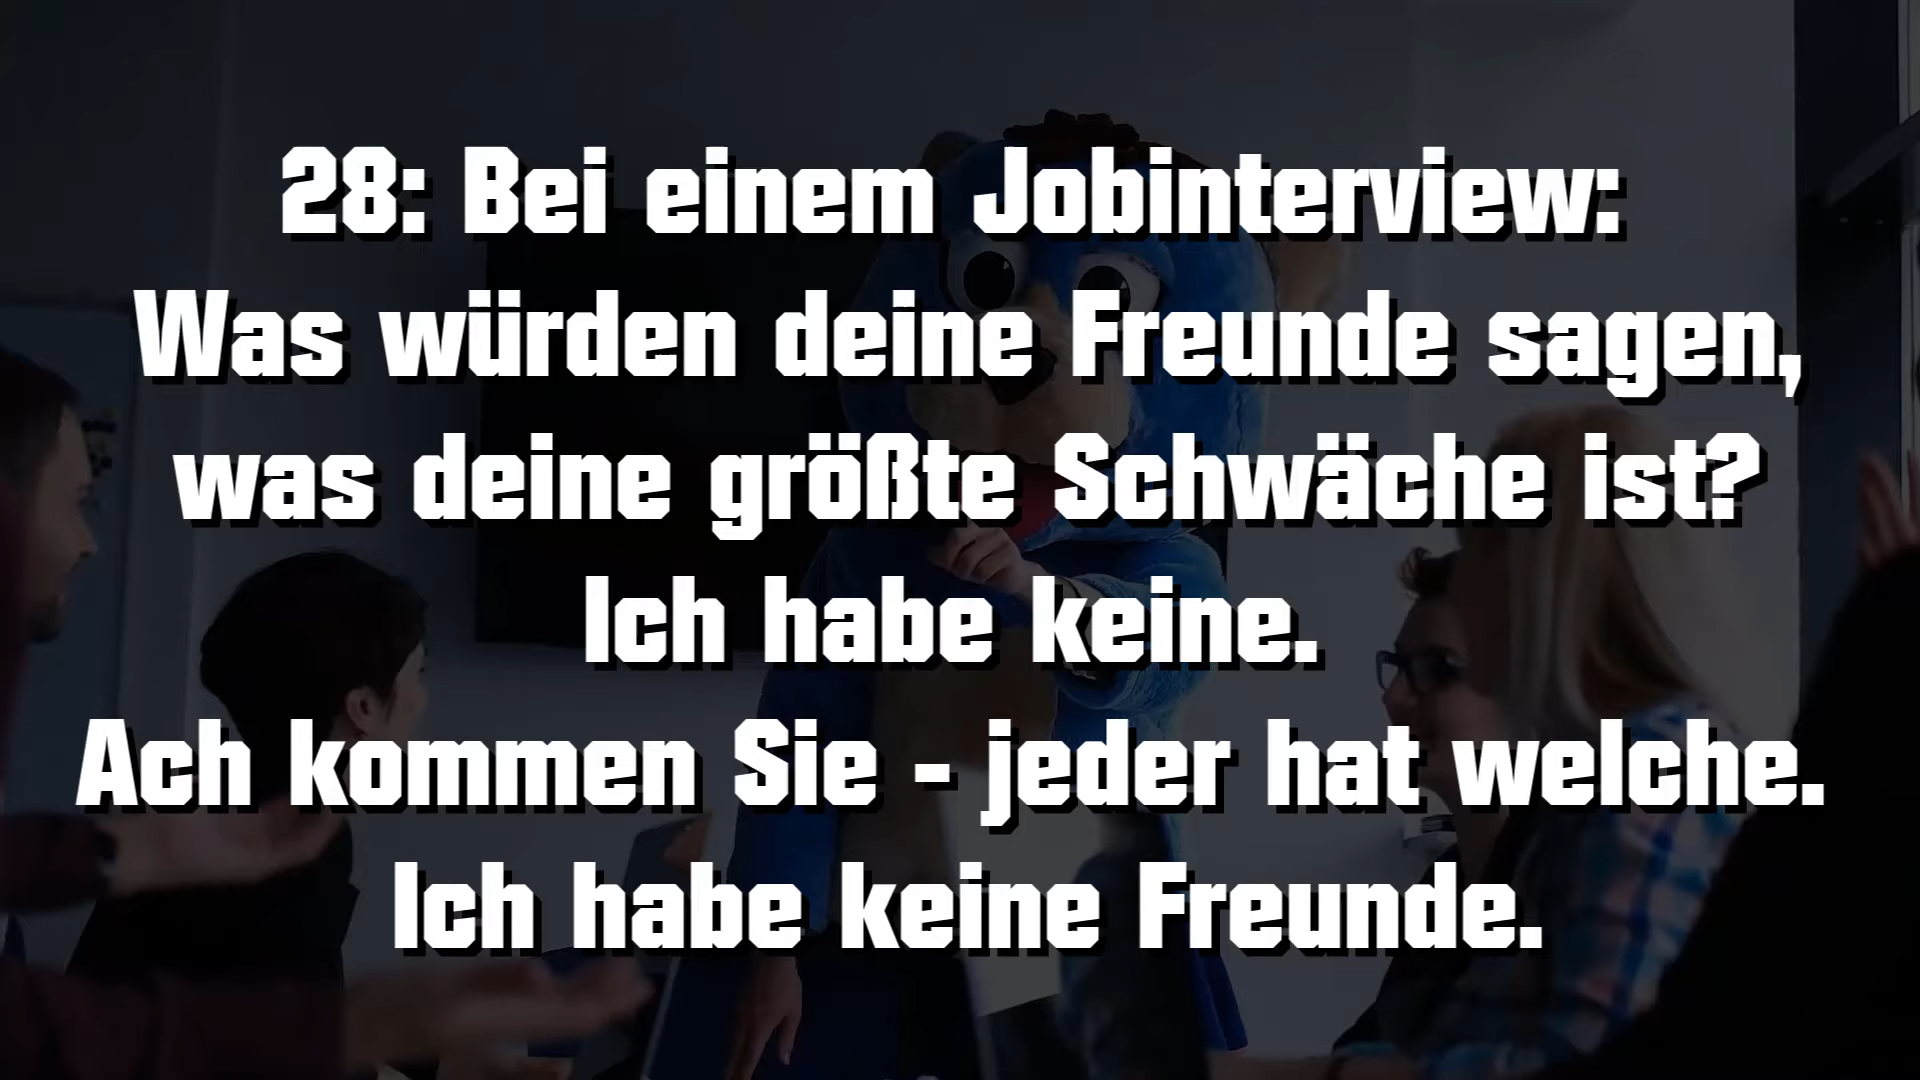 28: Bei einem Jobinterview:
Was würden deine Freunde sagen,
was deine größte Schwäche ist?
Ich habe keine.
Ach kommen Sie - jeder hat welche.
Ich habe keine Freunde.